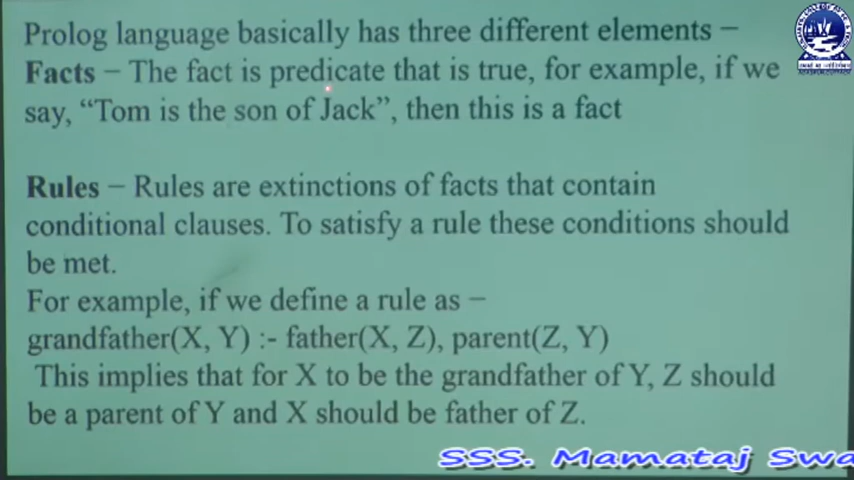 Prolog language basically has three different elements –
Facts – The fact is predicate that is true, for example, if we
say, “Tom is the son of Jack”, then this is a fact
Rules – Rules are extinctions of facts that contain
conditional clauses. To satisfy a rule these conditions should
be met.
For example, if we define a rule as –
grandfather(X, Y) :- father(X, Z), parent(Z, Y)
This implies that for X to be the grandfather of Y, Z should
be a parent of Y and X should be father of Z.
SSS. Mamataj Swa